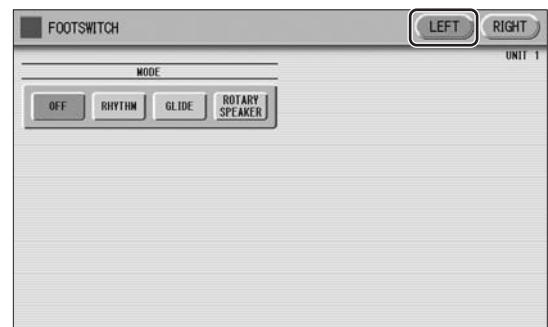 FOOTSWITCH LEFT RIGHT
UNIT 1
MODE
OFF RHYTHM GLIDE ROTARY SPEAKER